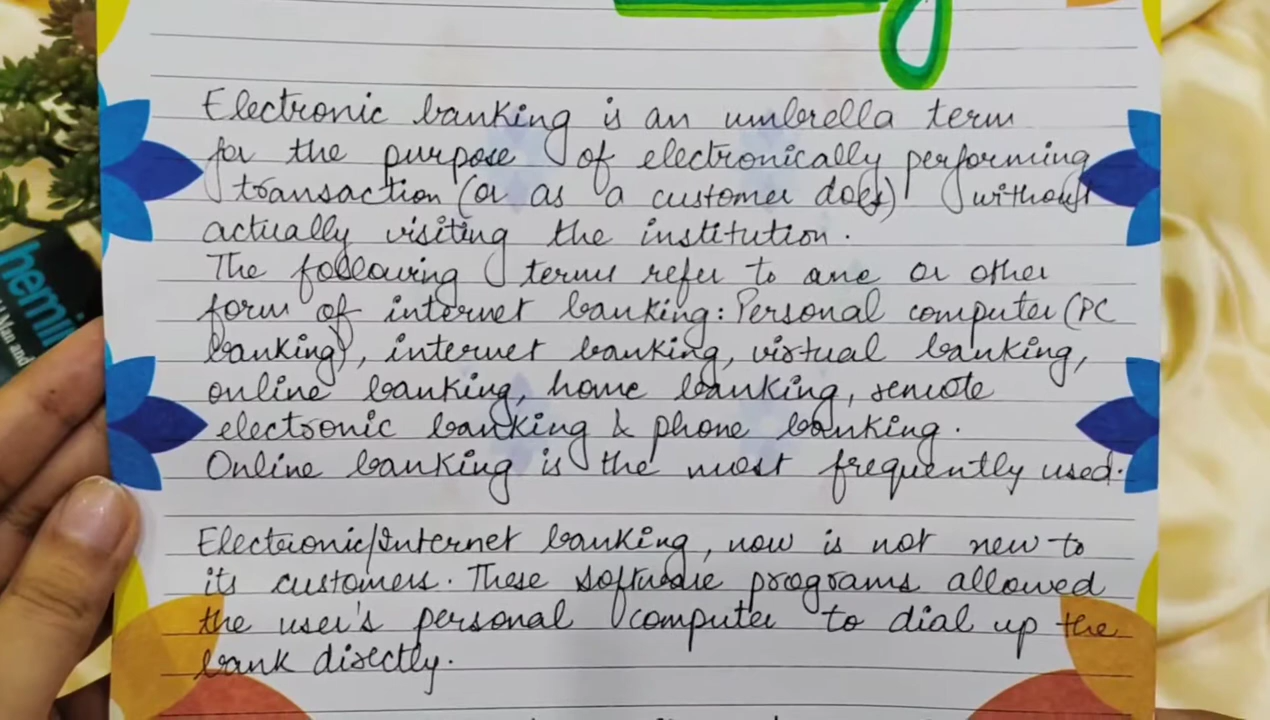 Electronic banking is an umbrella term
for the purpose of electronically performing
transaction (or as a customer does) without
actually visiting the institution.
The following terms refer to one or other
form of internet banking: Personal computer (PC
banking), internet banking, virtual banking,
online banking, home banking, remote
electronic banking & phone banking.
Online banking is the most frequently used.
Electronic/Internet banking, now is not new to
its customers. These software programs allowed
the user's personal computer to dial up the
bank directly.